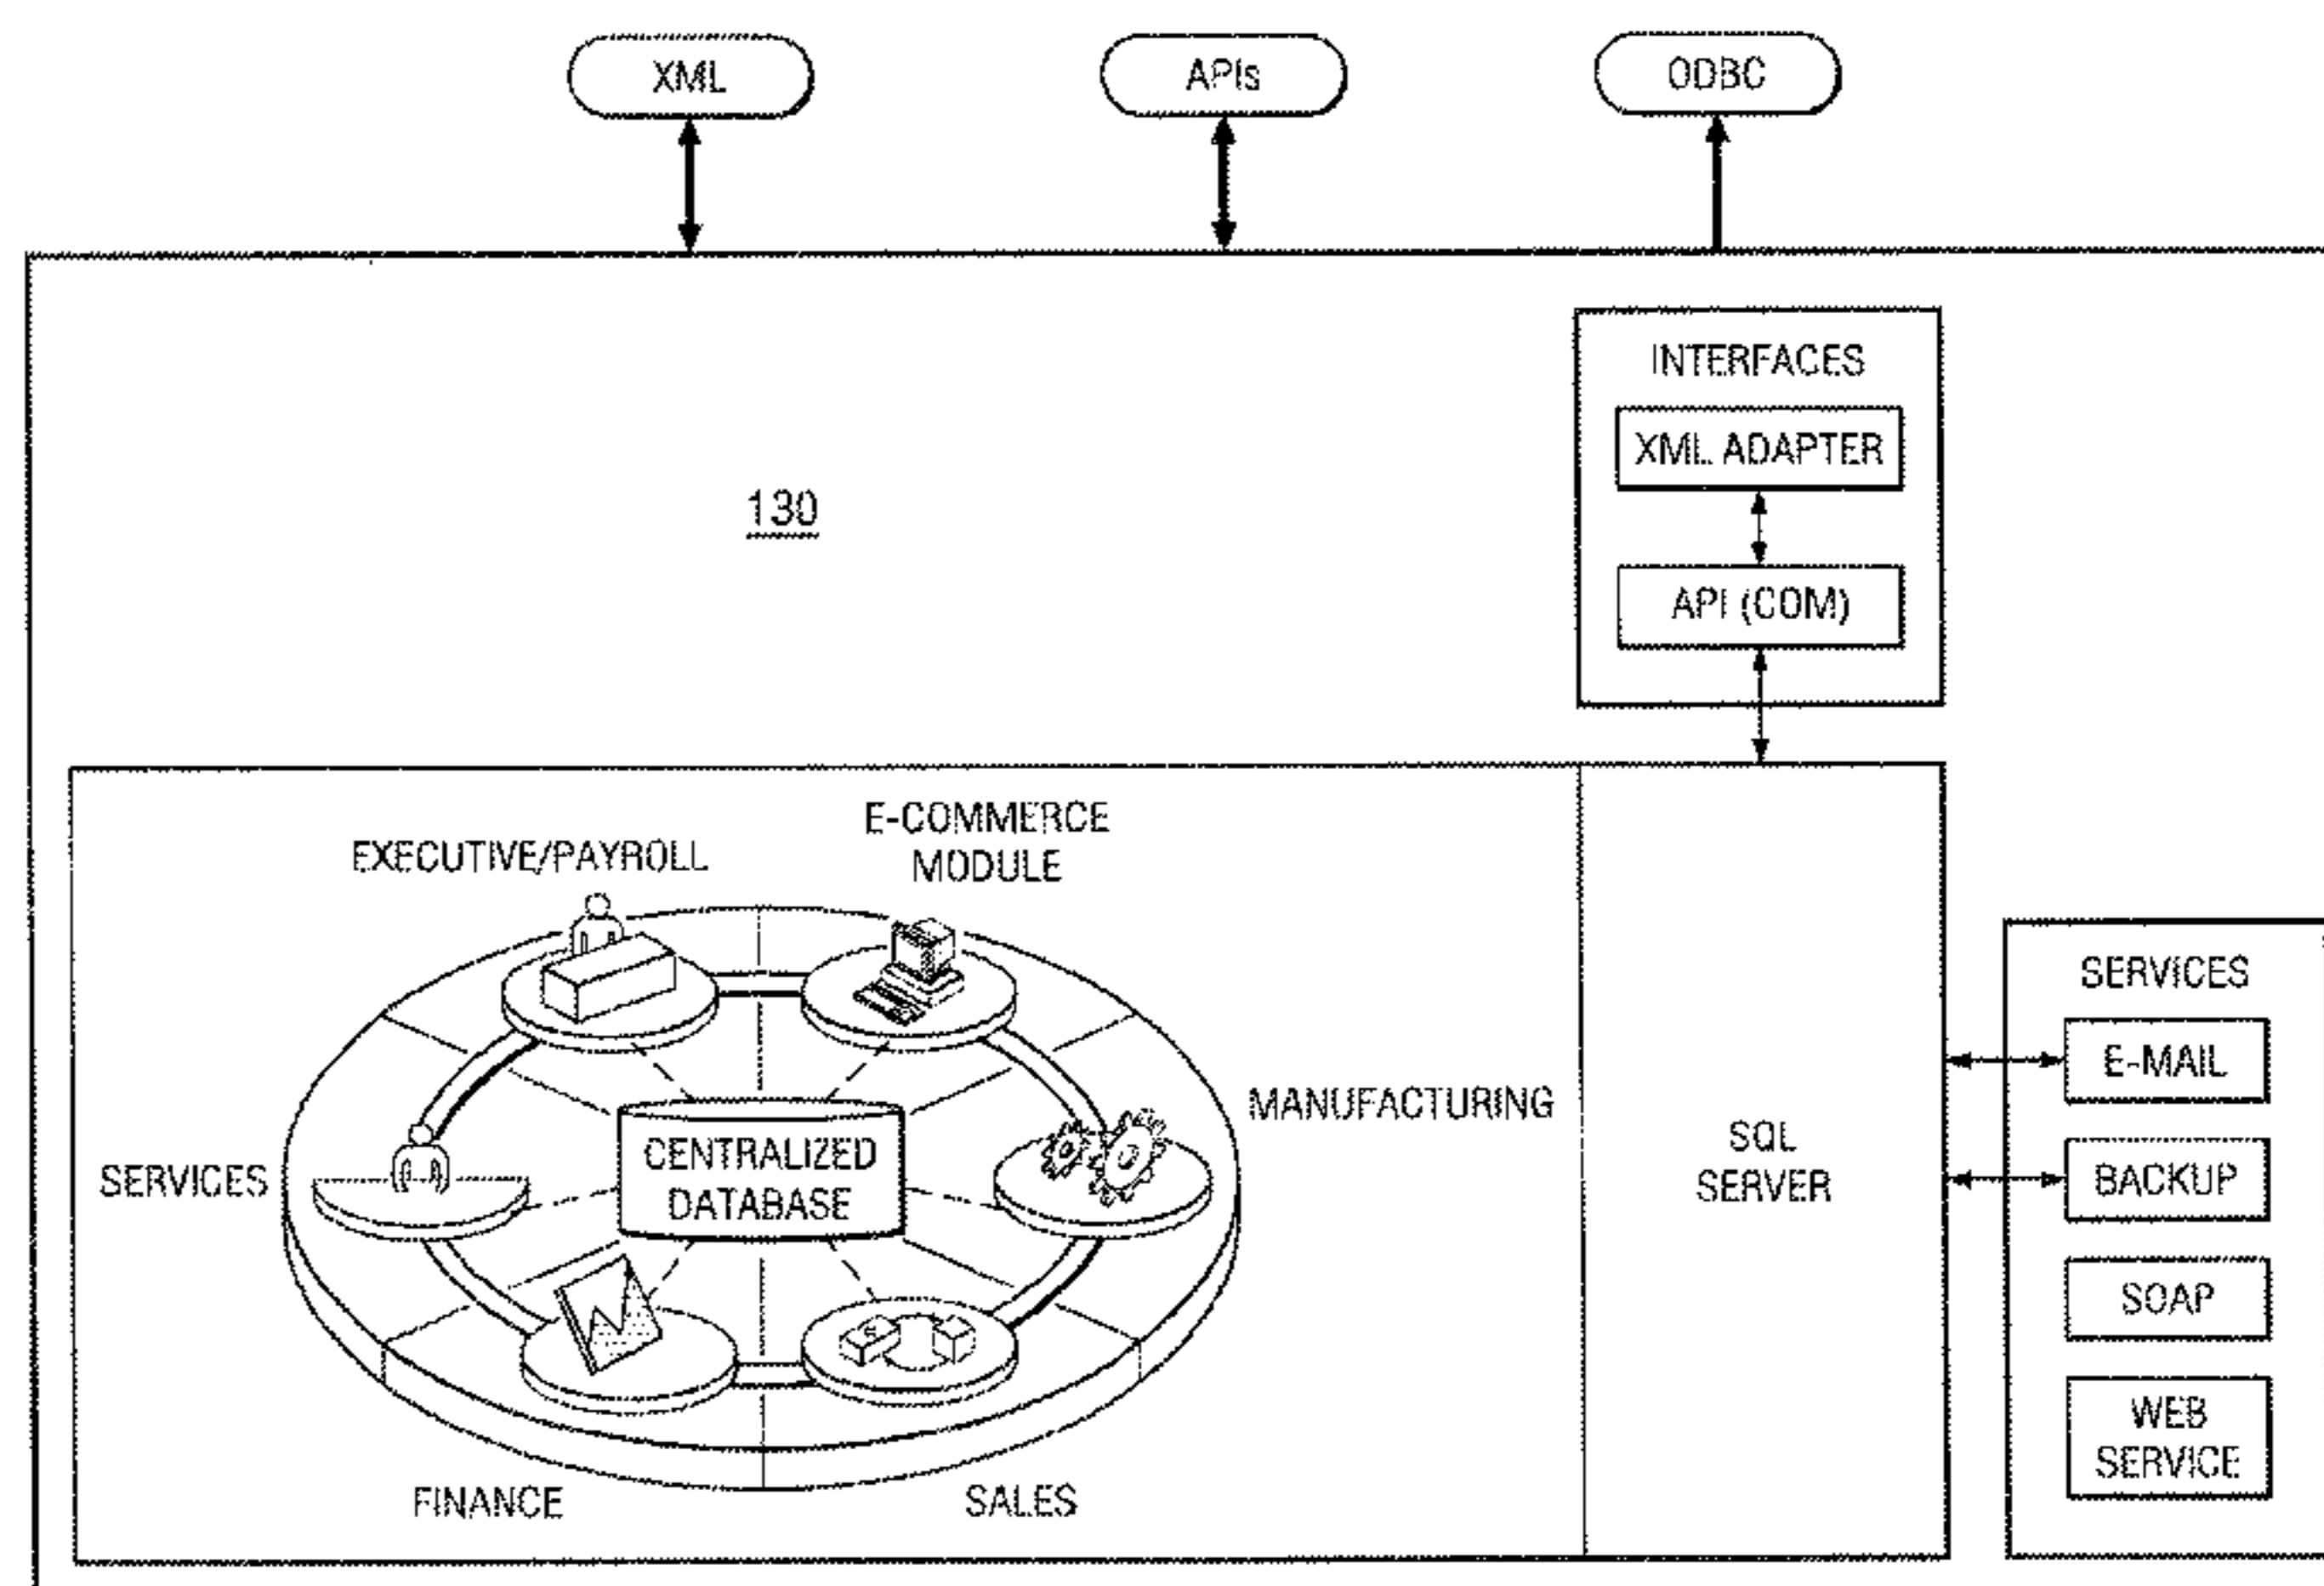 XML
APIs
ODBC
130
INTERFACES
XML ADAPTER
API (COM)
E-COMMERCE
MODULE
EXECUTIVE/PAYROLL
MANUFACTURING
CENTRALIZED
DATABASE
SERVICES
FINANCE
SALES
SQL
SERVER
SERVICES
E-MAIL
BACKUP
SOAP
WEB
SERVICE